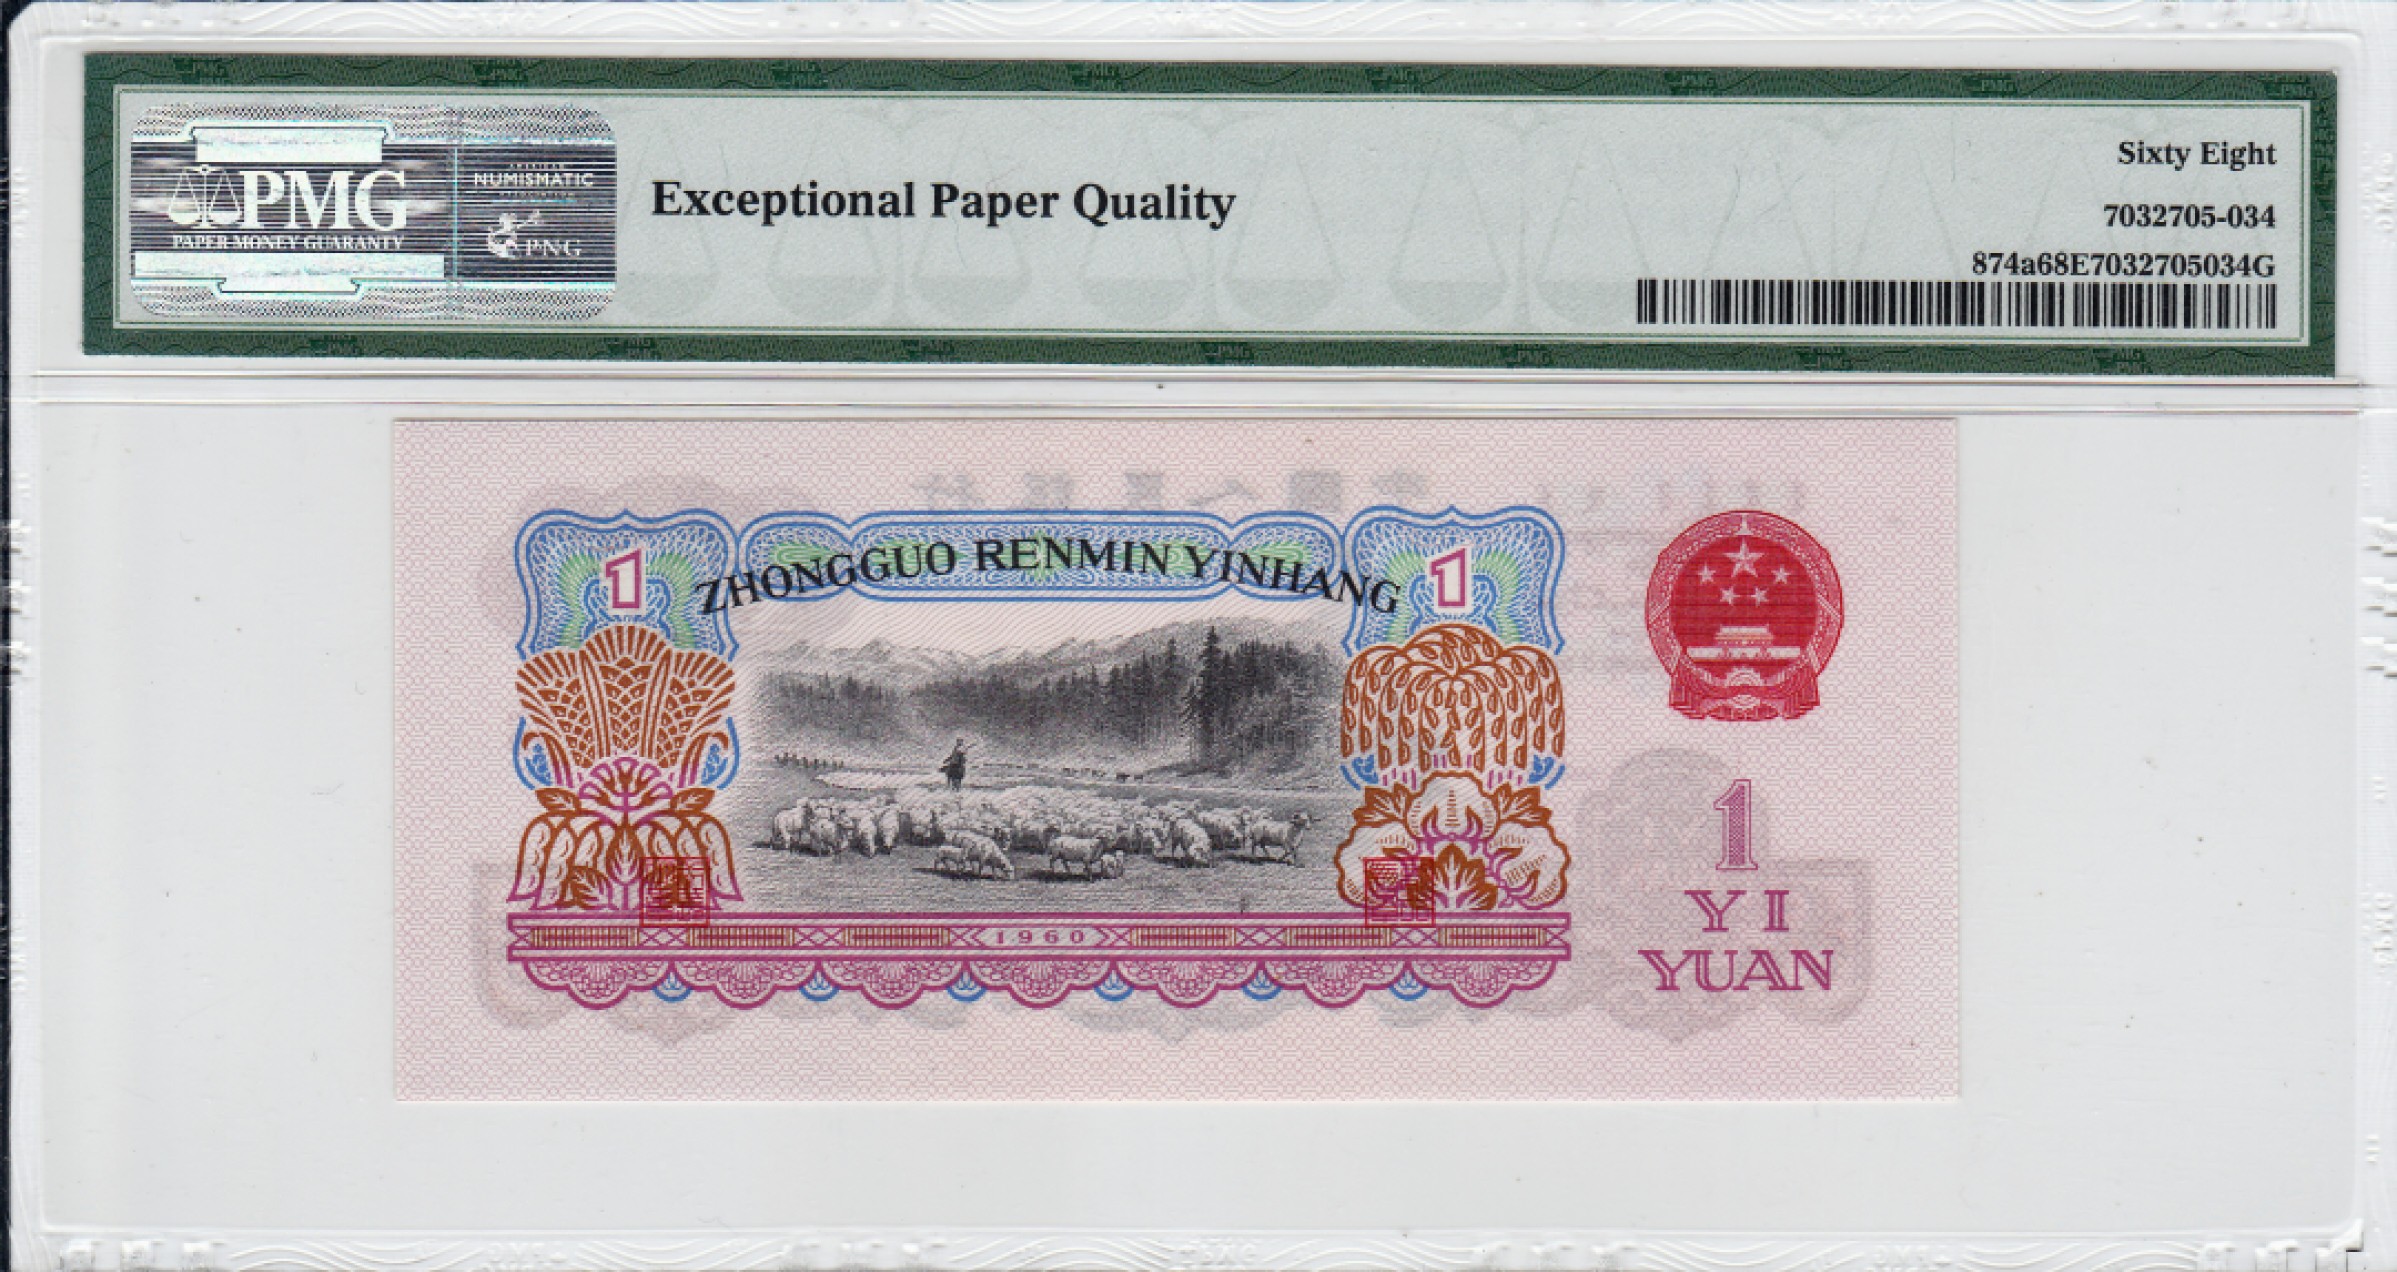 PMG
PAPER MONEY GUARANTY
NUMISMATIC
PNG
Exceptional Paper Quality
Sixty Eight
7032705-034
874a68E7032705034G
1
ZHONGGUO RENMIN YINHANG
1
1960
1
YI
YUAN